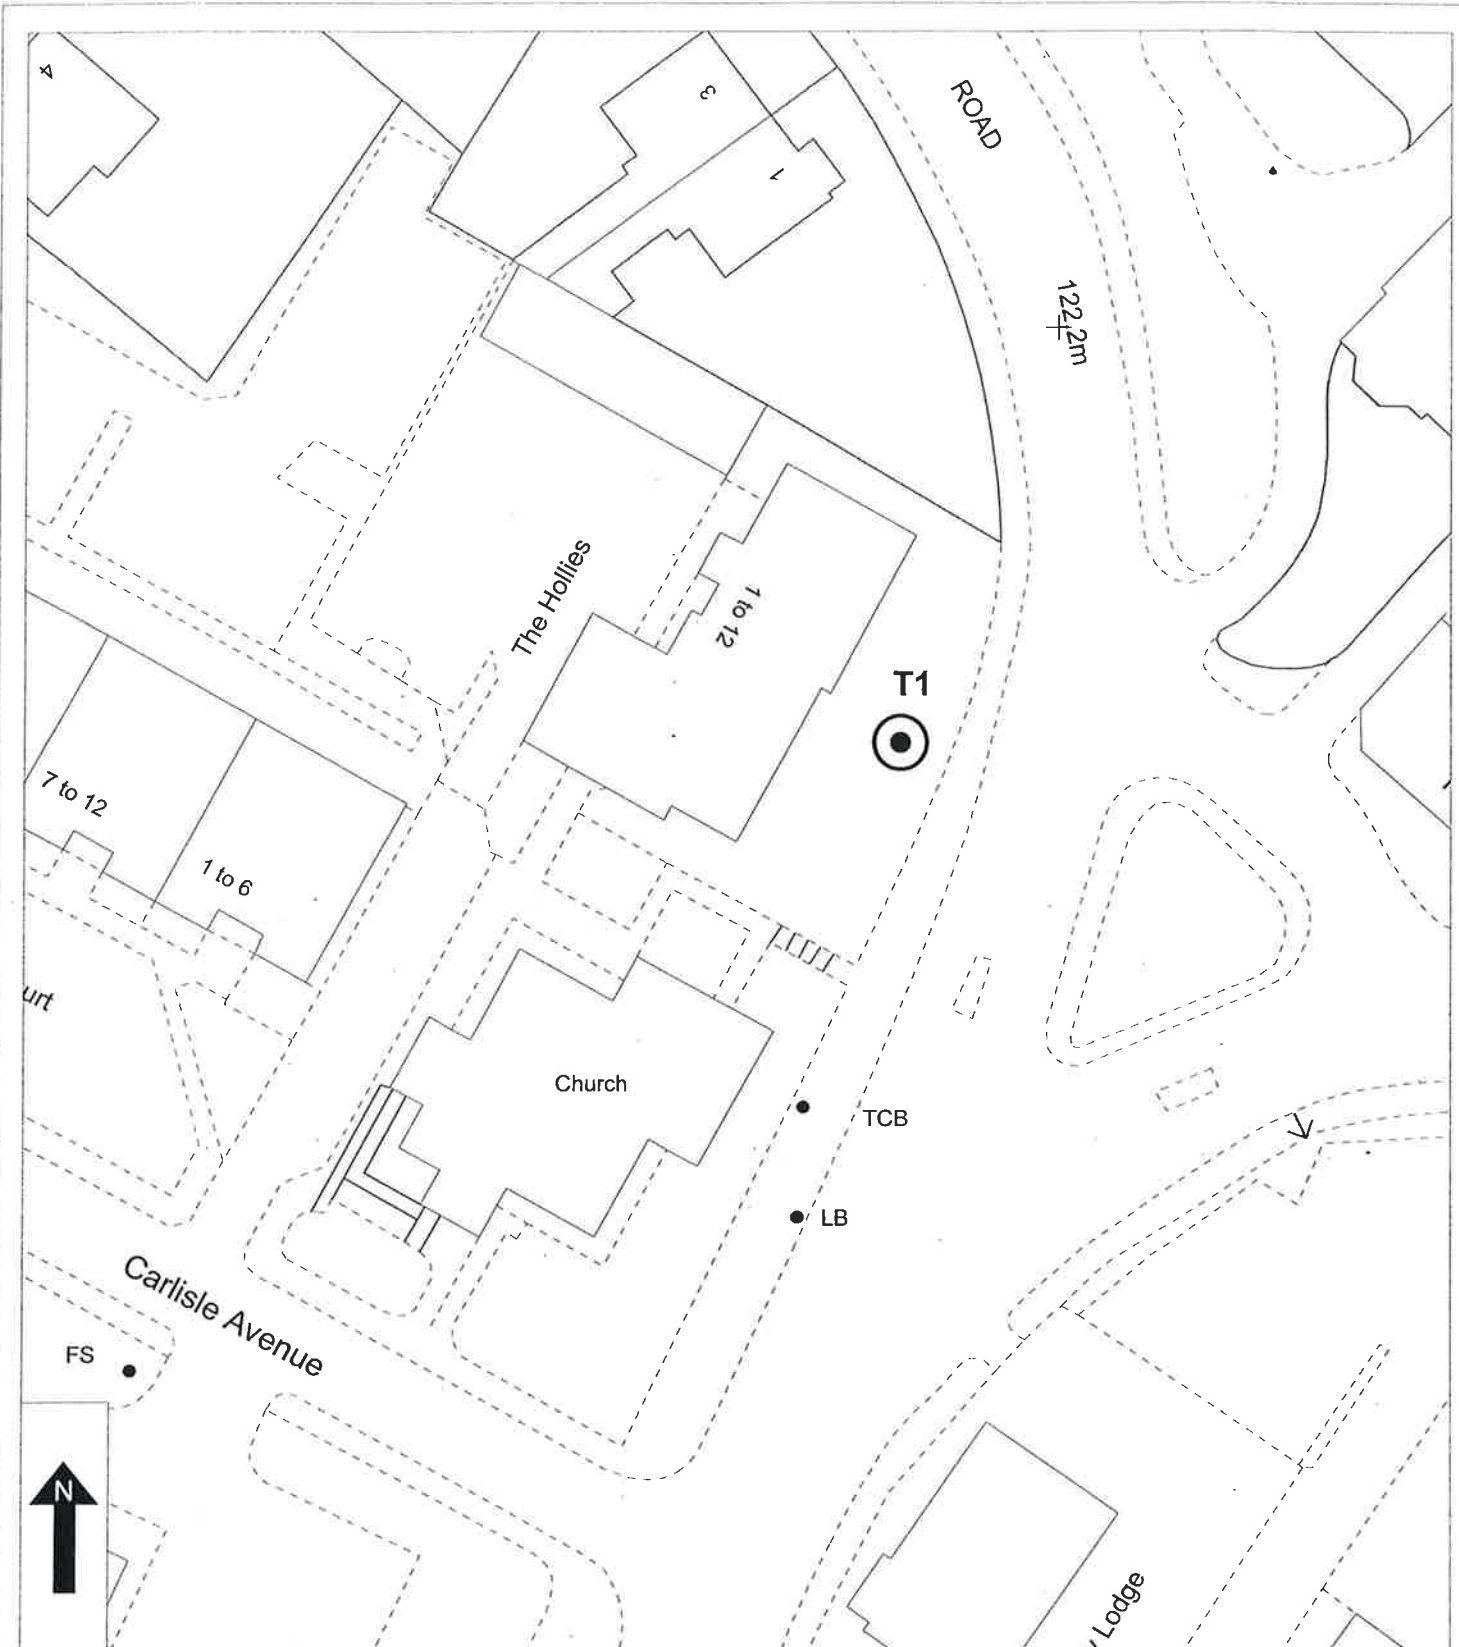 4
3
1
ROAD
122.2m
The Hollies
1 to 12
T1
7 to 12
1 to 6
urt
Church
TCB
LB
Carlisle Avenue
FS
N
Lodge